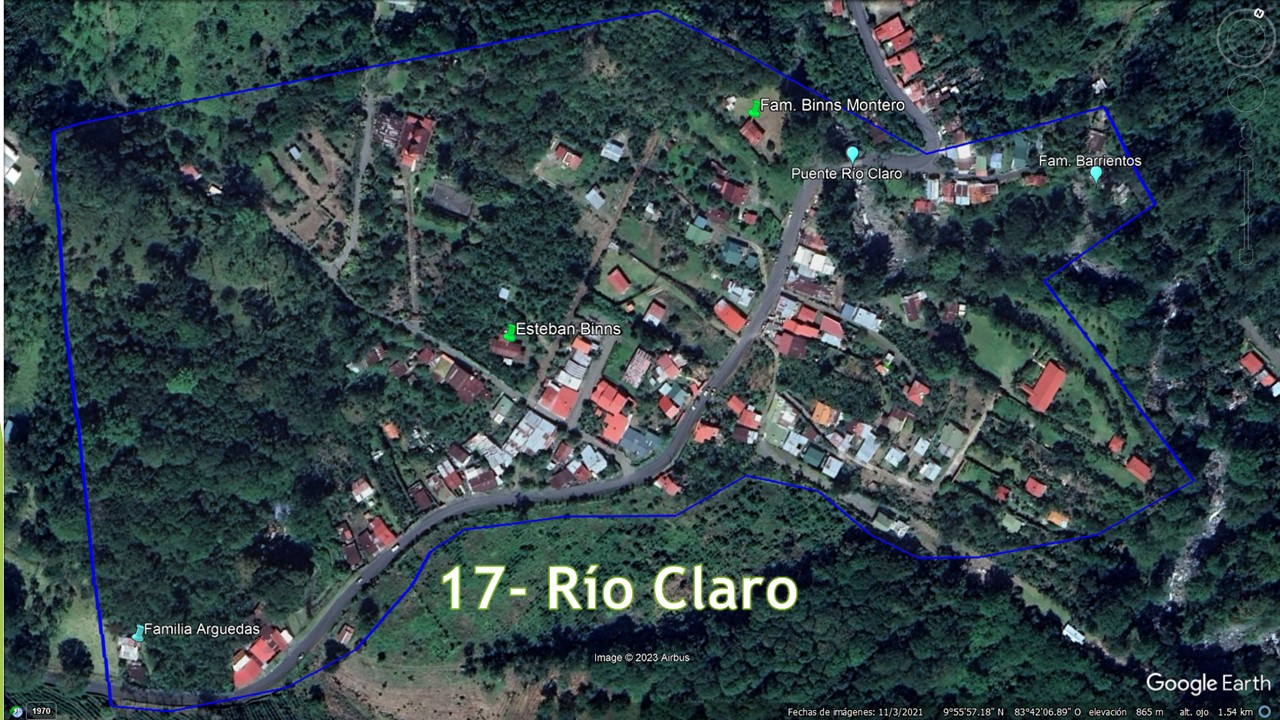 Fam. Binns Montero
Puente Río Claro
Fam. Barrientos
Esteban Binns
17- Río Claro
Familia Arguedas
Image © 2023 Airbus
Google Earth
1970
Fechas de imágenes: 11/3/2021 9°55'57.18" N 83°42'06.89" O elevación 865 m alt. ojo 1.54 km